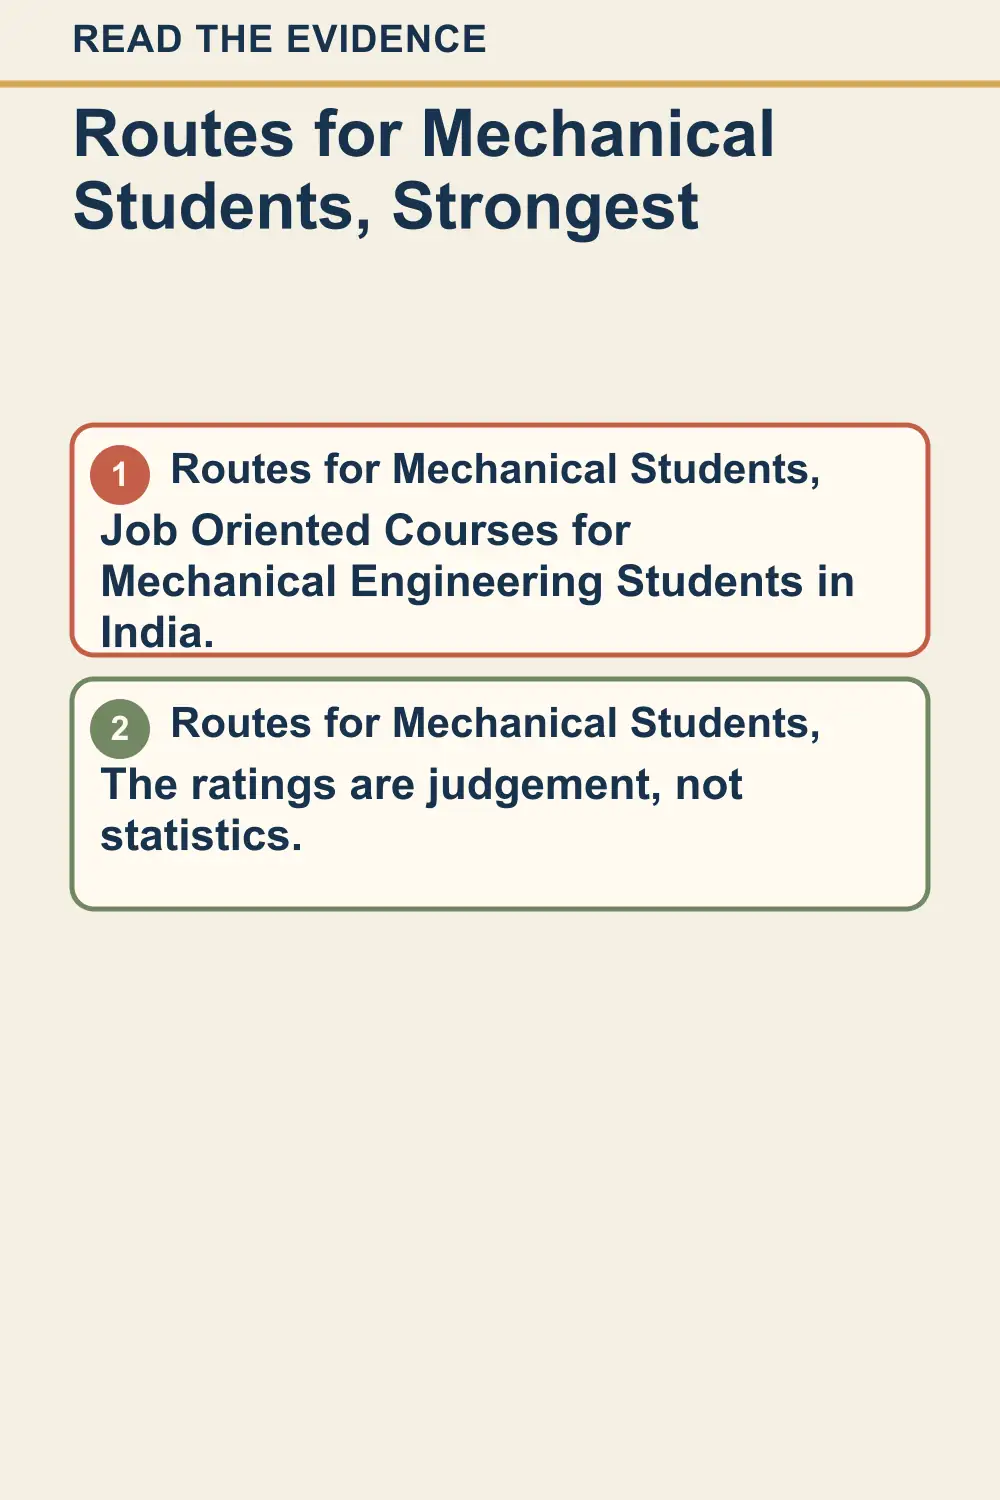 READ THE EVIDENCE
Routes for Mechanical
Students, Strongest
1 Routes for Mechanical Students,
Job Oriented Courses for
Mechanical Engineering Students in
India.
2 Routes for Mechanical Students,
The ratings are judgement, not
statistics.